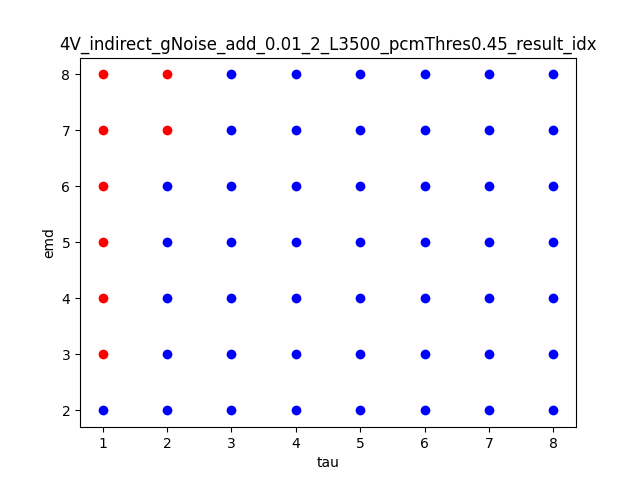 4V_indirect_gNoise_add_0.01_2_L3500_pcmThres0.45_result_idx
8
7
6
5
4
3
2
emd
1 2 3 4 5 6 7 8
tau